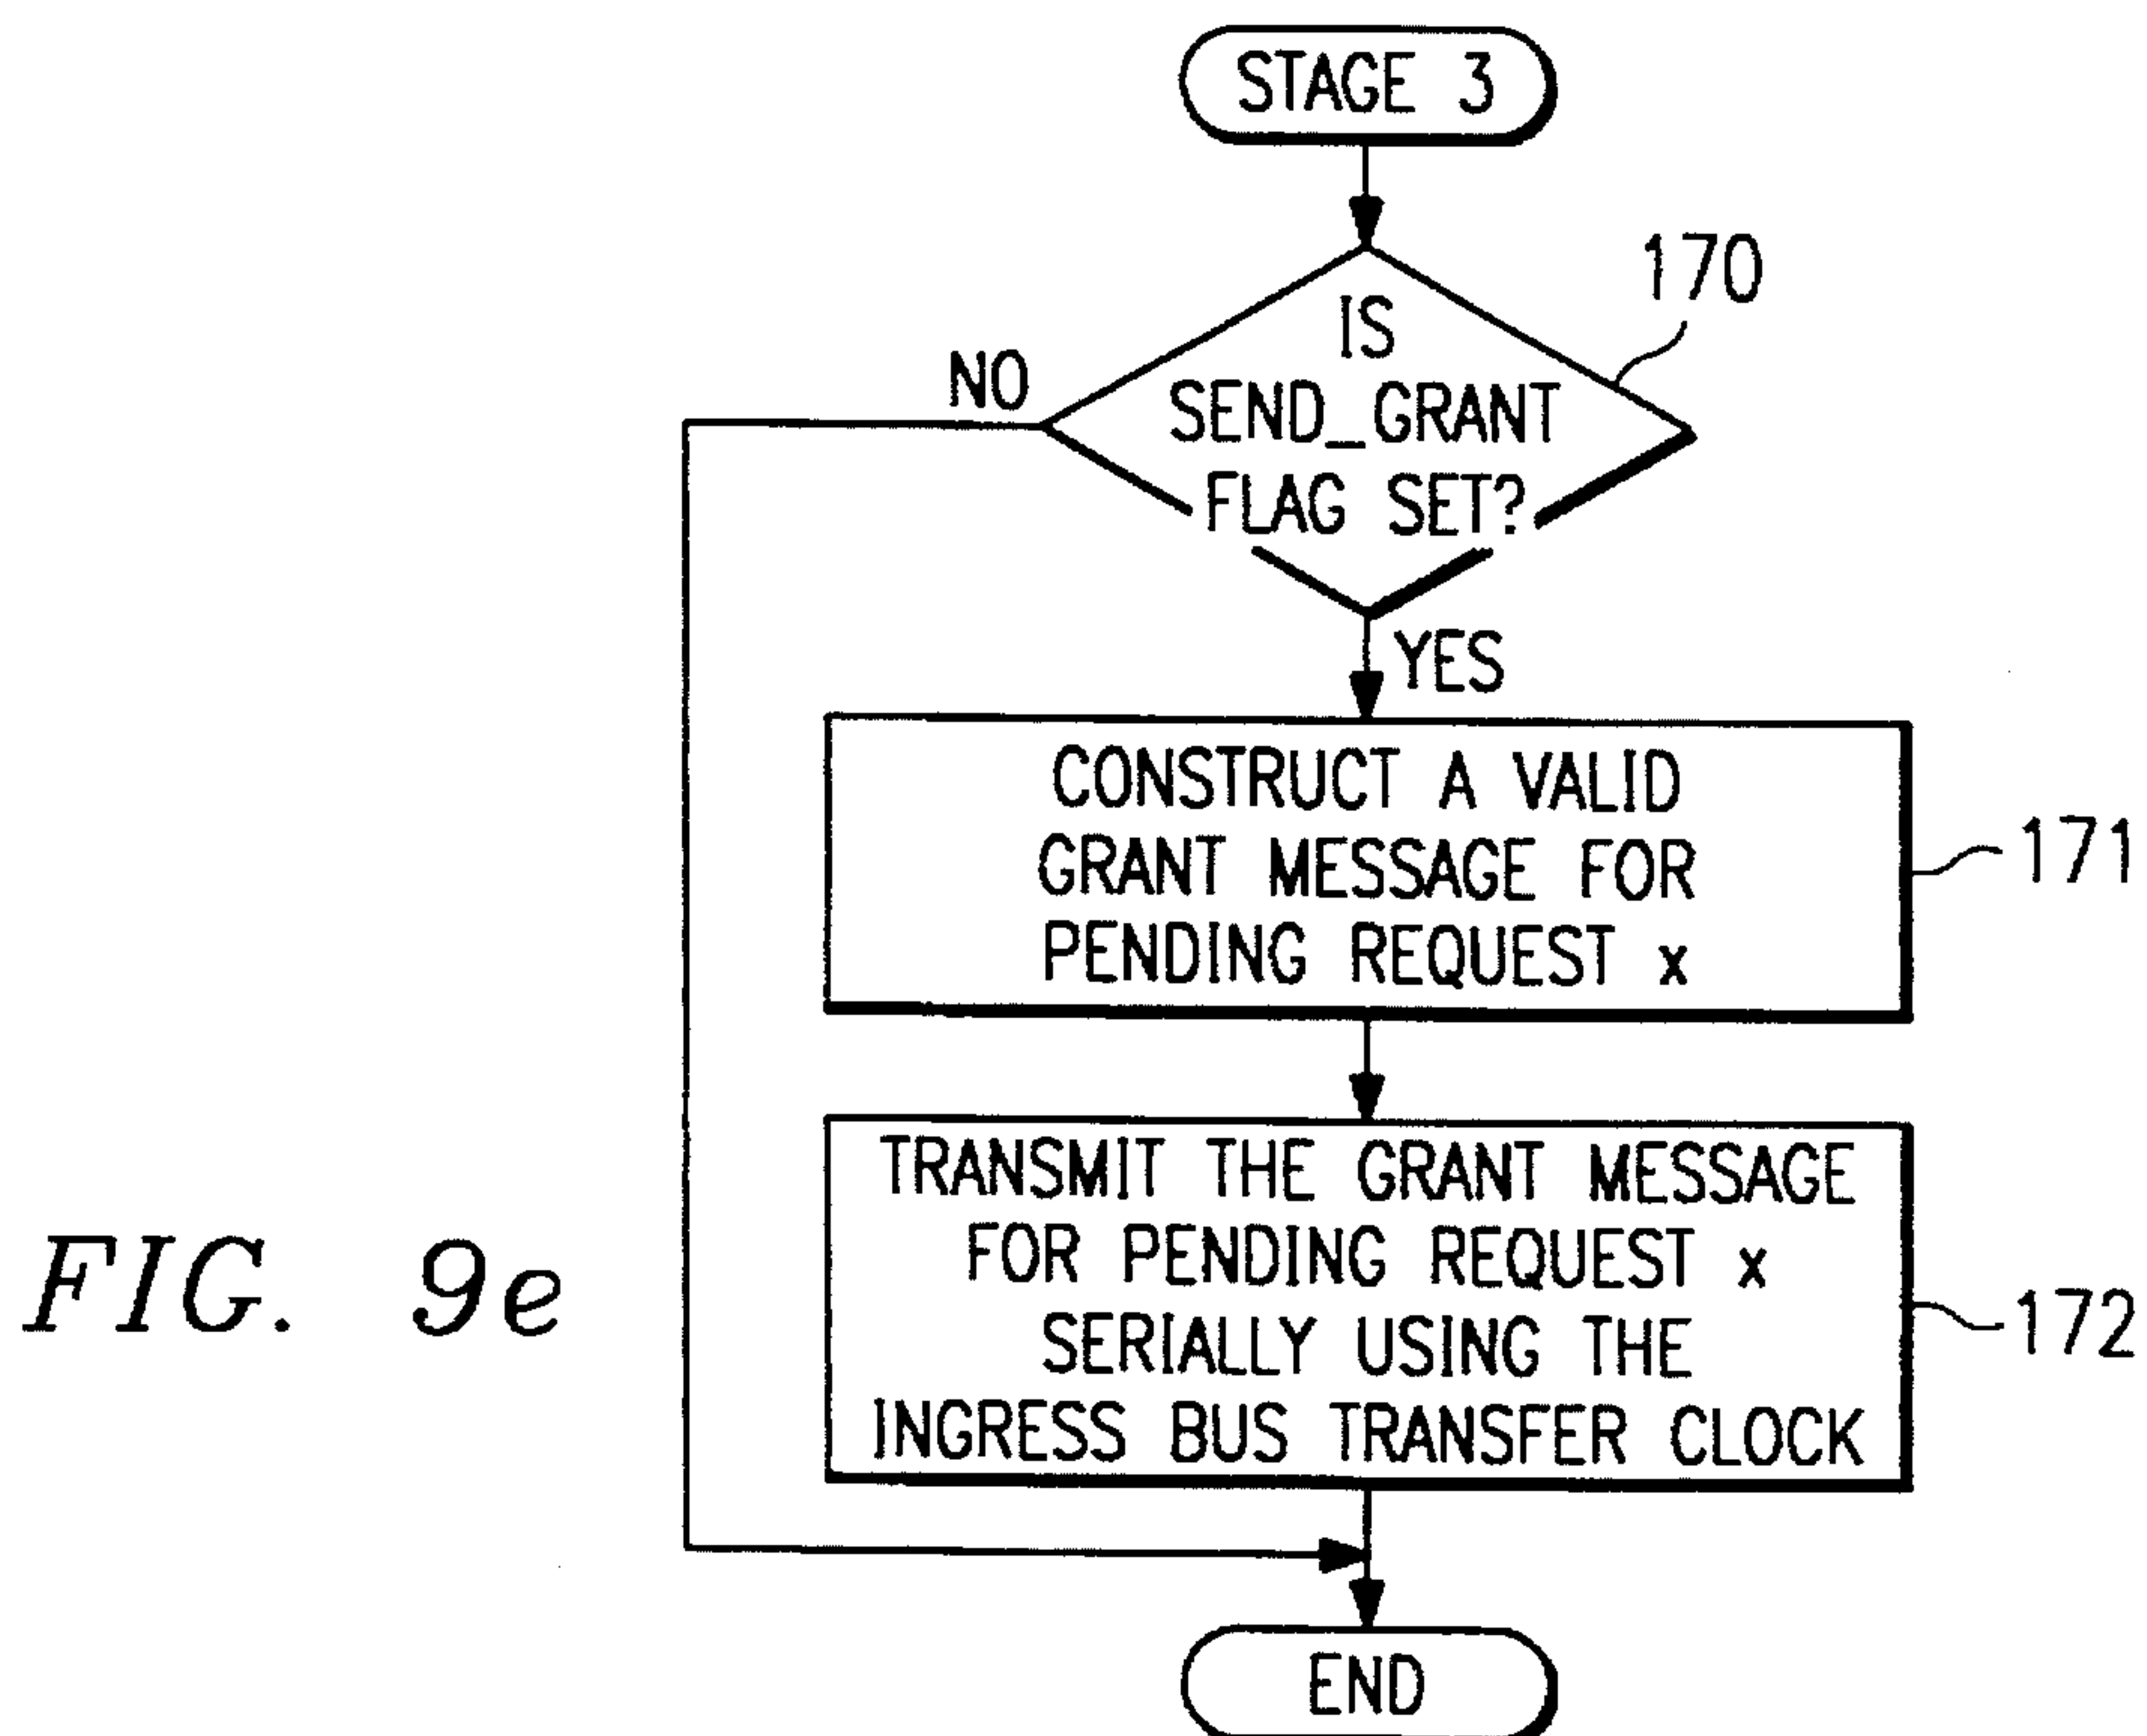 STAGE 3
170
IS
SEND_GRANT
FLAG SET?
NO
YES
CONSTRUCT A VALID
GRANT MESSAGE FOR
PENDING REQUEST x
171
TRANSMIT THE GRANT MESSAGE
FOR PENDING REQUEST x
SERIALLY USING THE
INGRESS BUS TRANSFER CLOCK
172
FIG. 9e
END